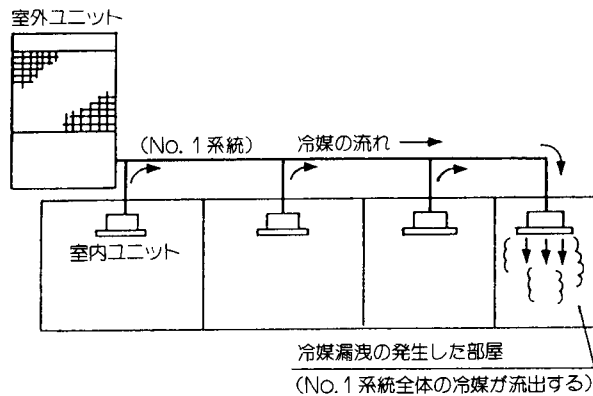 室外ユニット
(No. 1 系統)
冷媒の流れ
室内ユニット
冷媒漏洩の発生した部屋
(No. 1 系統全体の冷媒が流出する)